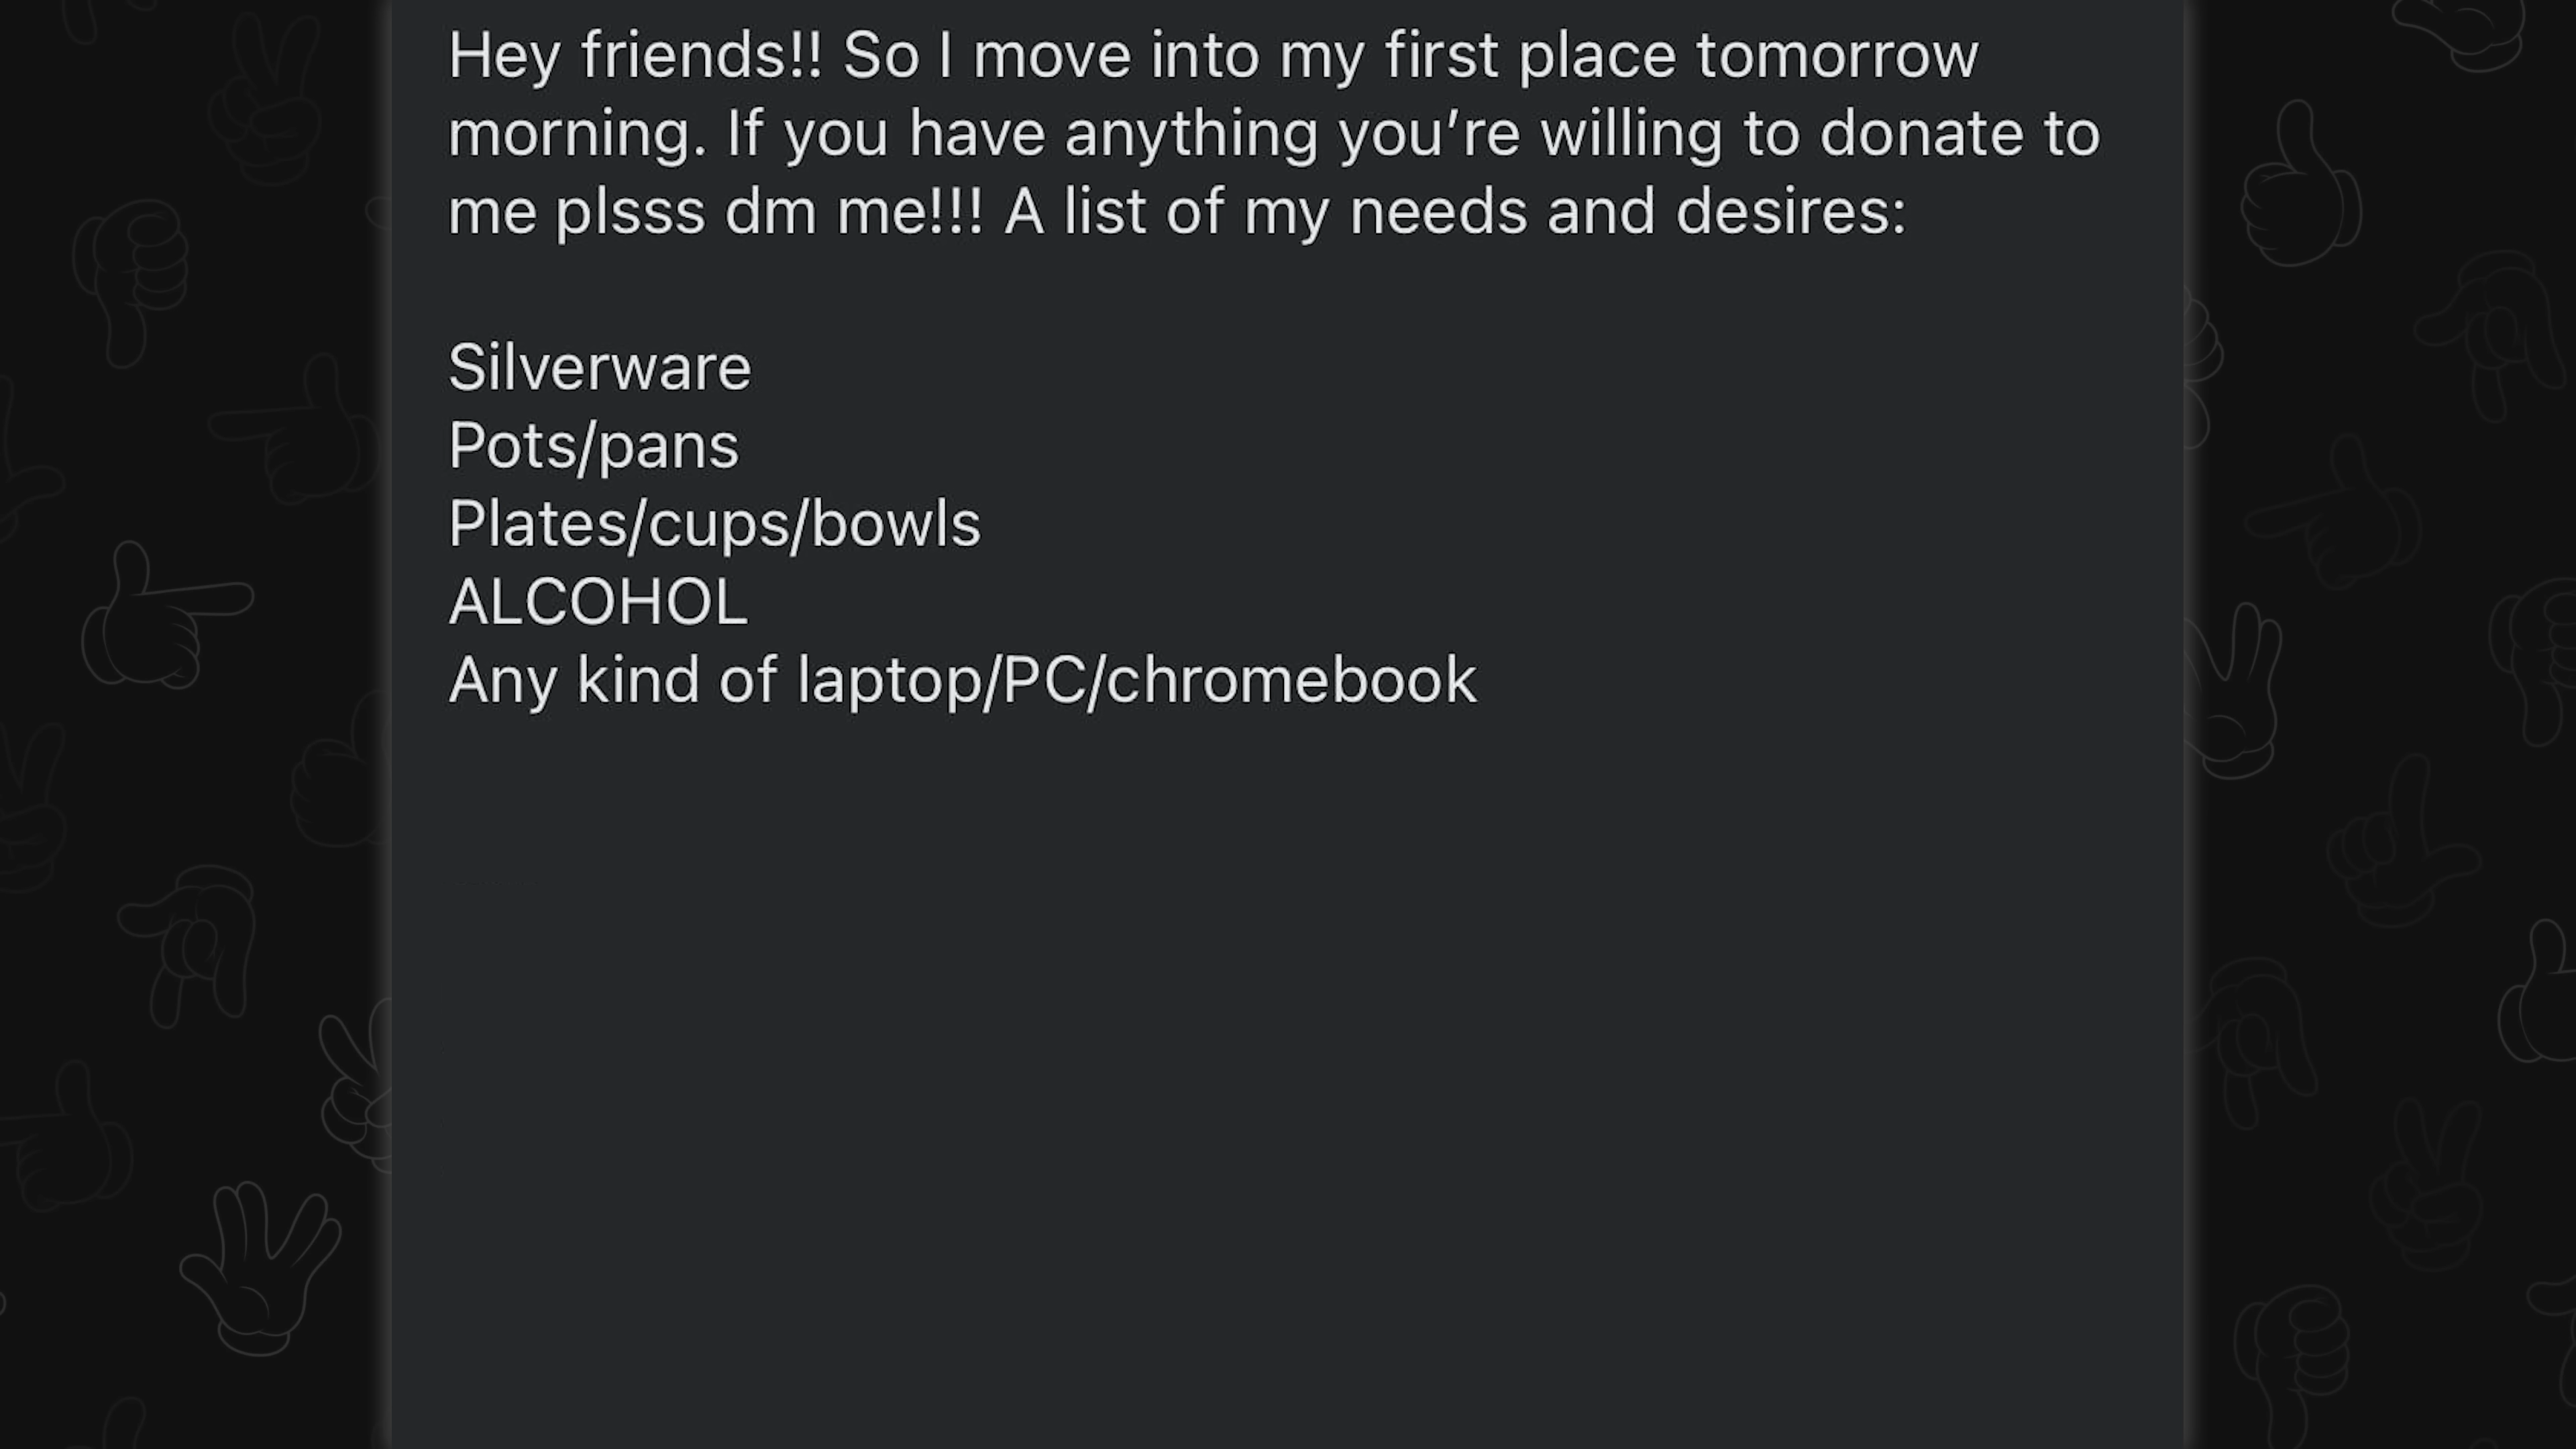 Hey friends!! So I move into my first place tomorrow
morning. If you have anything you’re willing to donate to
me plsss dm me!!! A list of my needs and desires:
Silverware
Pots/pans
Plates/cups/bowls
ALCOHOL
Any kind of laptop/PC/chromebook